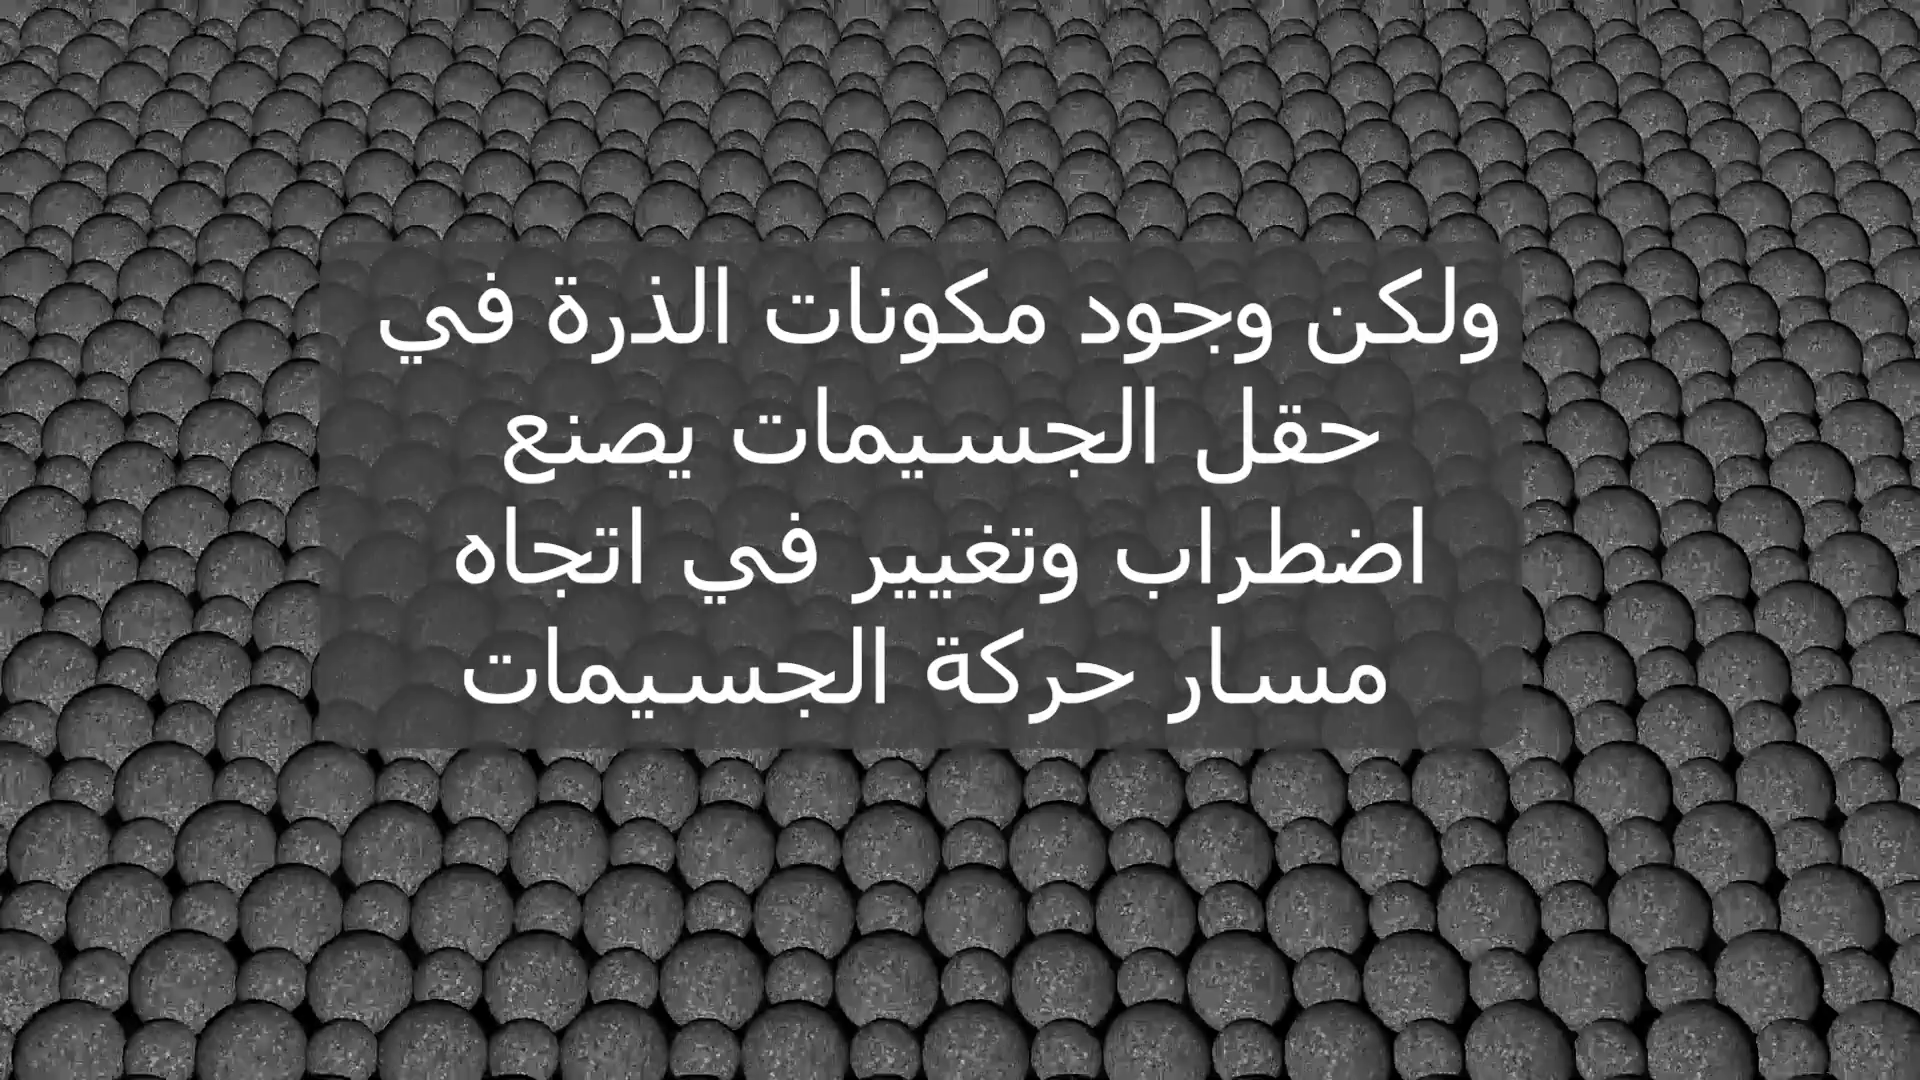 ولكن وجود مكونات الذرة في
حقل الجسيمات يصنع
اضطراب وتغيير في اتجاه
مسار حركة الجسيمات